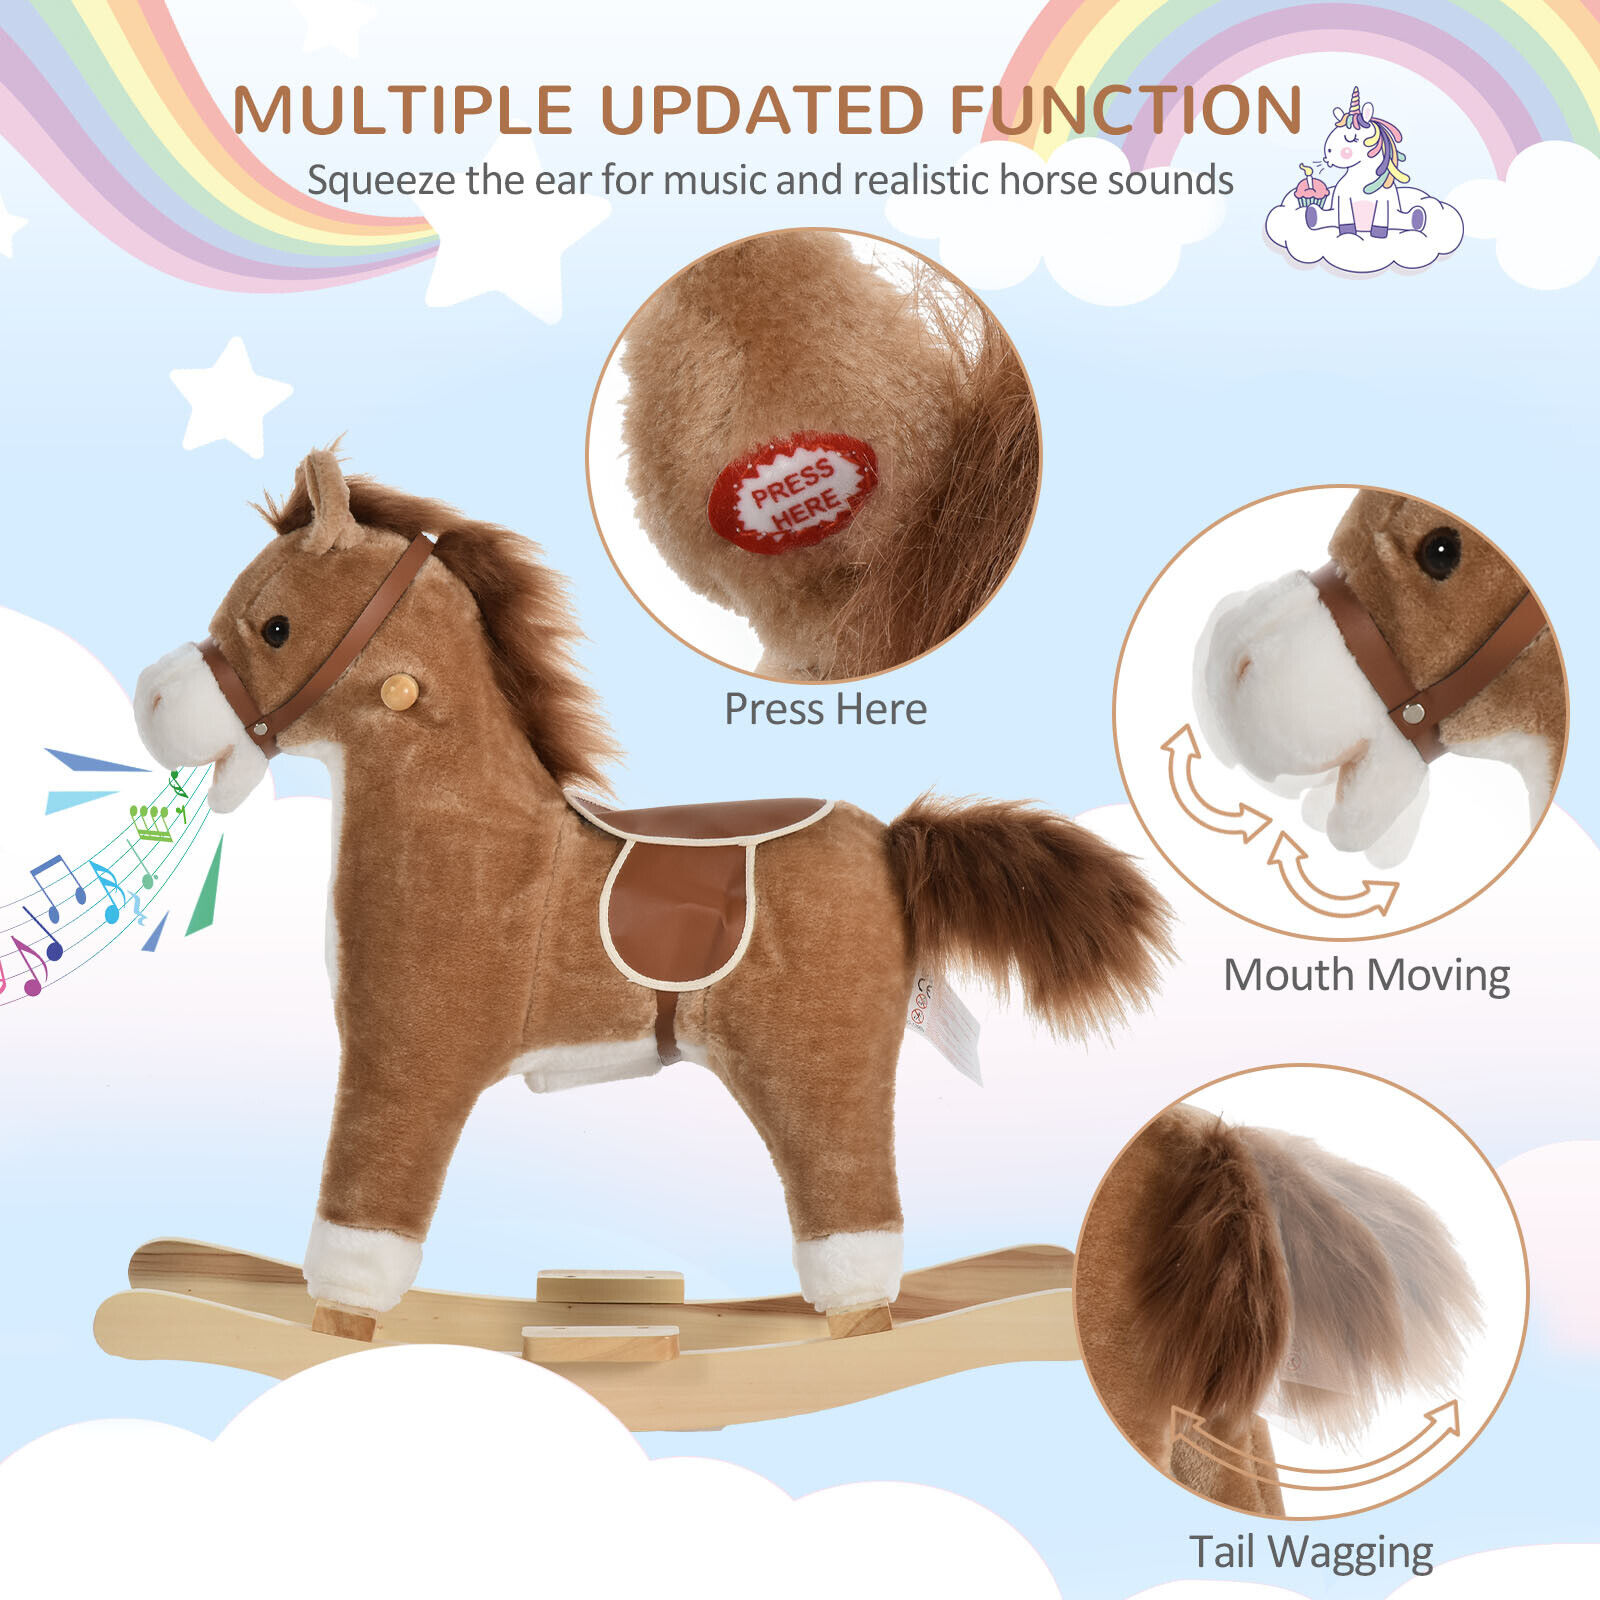 MULTIPLE UPDATED FUNCTION
Squeeze the ear for music and realistic horse sounds
PRESS
HERE
Press Here
Mouth Moving
Tail Wagging